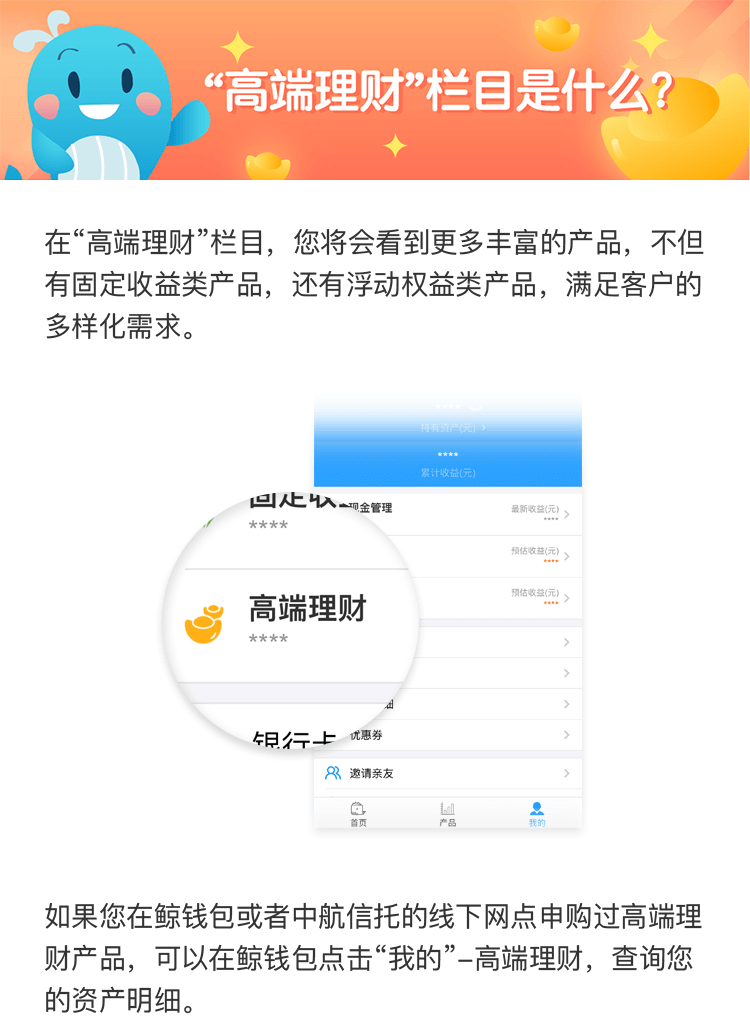 “高端理财”栏目是什么？
在“高端理财”栏目，您将会看到更多丰富的产品，不但
有固定收益类产品，还有浮动权益类产品，满足客户的
多样化需求。
持有资产(元)
****
累计收益(元)
固定收
****
现金管理
最新收益(元)
****
预估收益(元)
****
高端理财
****
预估收益(元)
****
细
银行卡
优惠券
邀请亲友
首页
产品
我的
如果您在鲸钱包或者中航信托的线下网点申购过高端理
财产品，可以在鲸钱包点击“我的”-高端理财，查询您
的资产明细。